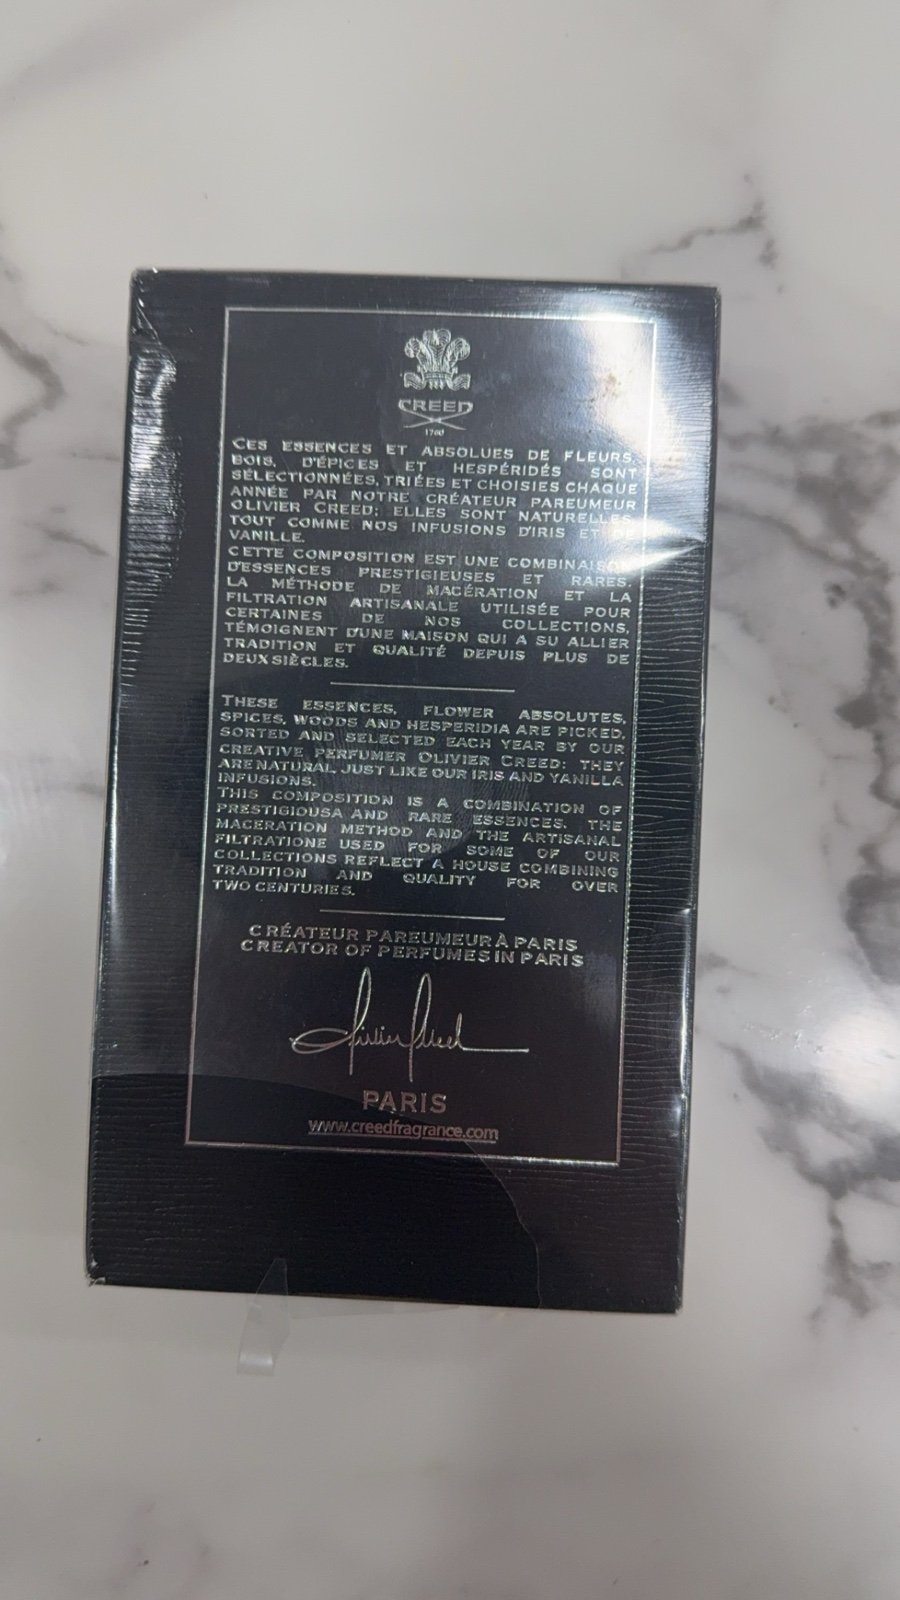 CREED
1760
CES ESSENCES ET ABSOLUES DE FLEURS,
BOIS, D'ÉPICES ET HESPÉRIDÉS SONT
SÉLECTIONNÉES, TRIÉES ET CHOISIES CHAQUE
ANNÉE PAR NOTRE CRÉATEUR PAREUMEUR
OLIVIER CREED: ELLES SONT NATURELLES
TOUT COMME NOS INFUSIONS D'IRIS ET DE
VANILLE.
CETTE COMPOSITION EST UNE COMBINAISON
D'ESSENCES PRESTIGIEUSES ET RARES.
LA MÉTHODE DE MACÉRATION ET LA
FILTRATION ARTISANALE UTILISÉE POUR
CERTAINES DE NOS COLLECTIONS,
TÉMOIGNENT D'UNE MAISON QUI A SU ALLIER
TRADITION ET QUALITÉ DEPUIS PLUS DE
DEUX SIÈCLES.
THESE ESSENCES, FLOWER ABSOLUTES,
SPICES, WOODS AND HESPERIDIA ARE PICKED,
SORTED AND SELECTED EACH YEAR BY OUR
CREATIVE PERFUMER OLIVIER CREED: THEY
ARE NATURAL JUST LIKE OUR IRIS AND YANILLA
INFUSIONS.
THIS COMPOSITION IS A COMBINATION OF
PRESTIGIOUSA AND RARE ESSENCES. THE
MACERATION METHOD AND THE ARTISANAL
FILTRATIONE USED FOR SOME OF OUR
COLLECTIONS REFLECT A HOUSE COMBINING
TRADITION AND QUALITY FOR OVER
TWO CENTURIES.
CRÉATEUR PAREUMEUR À PARIS
CREATOR OF PERFUMES IN PARIS
Olivier Creed
PARIS
www.creedfragrance.com